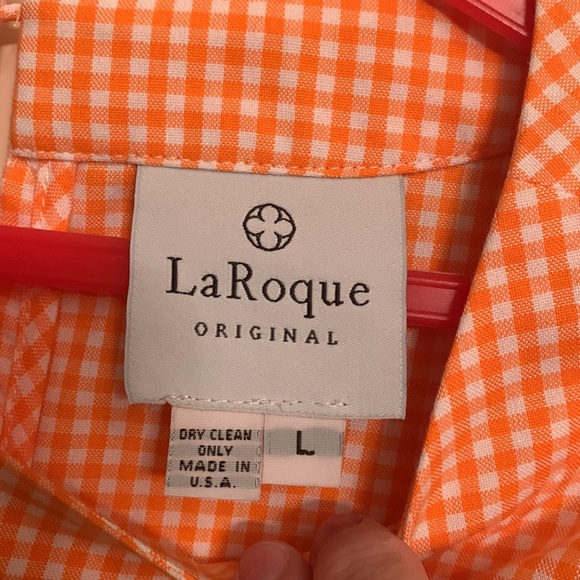 LaRoque
ORIGINAL
DRY CLEAN
ONLY
MADE IN
U.S.A.
L